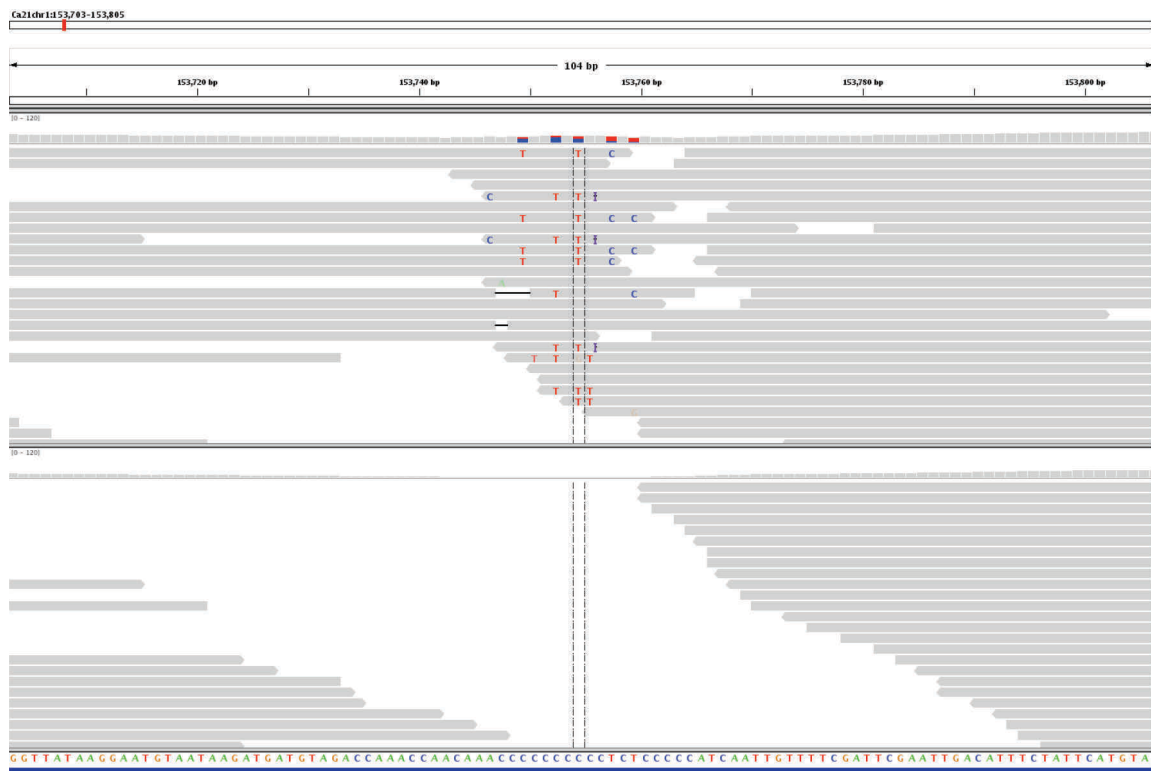 Ca21chr1:153,703-153,805
104 bp
153,720 bp 153,740 bp 153,760 bp 153,780 bp 153,800 bp
[0 - 120]
T T C
C T T I
T T C C
C T T I
T T C C
T T C
A
T C
T T I
T T T
T T T
T T
[0 - 120]
G G T T A T A A G G A A T G T A A T A A G A T G A T G T A G A C C A A A C C A A C A A A C C C C C C C C C C T C T C C C C C A T C A A T T G T T T T C G A T T C G A A T T G A C A T T T C T A T T C A T G T A